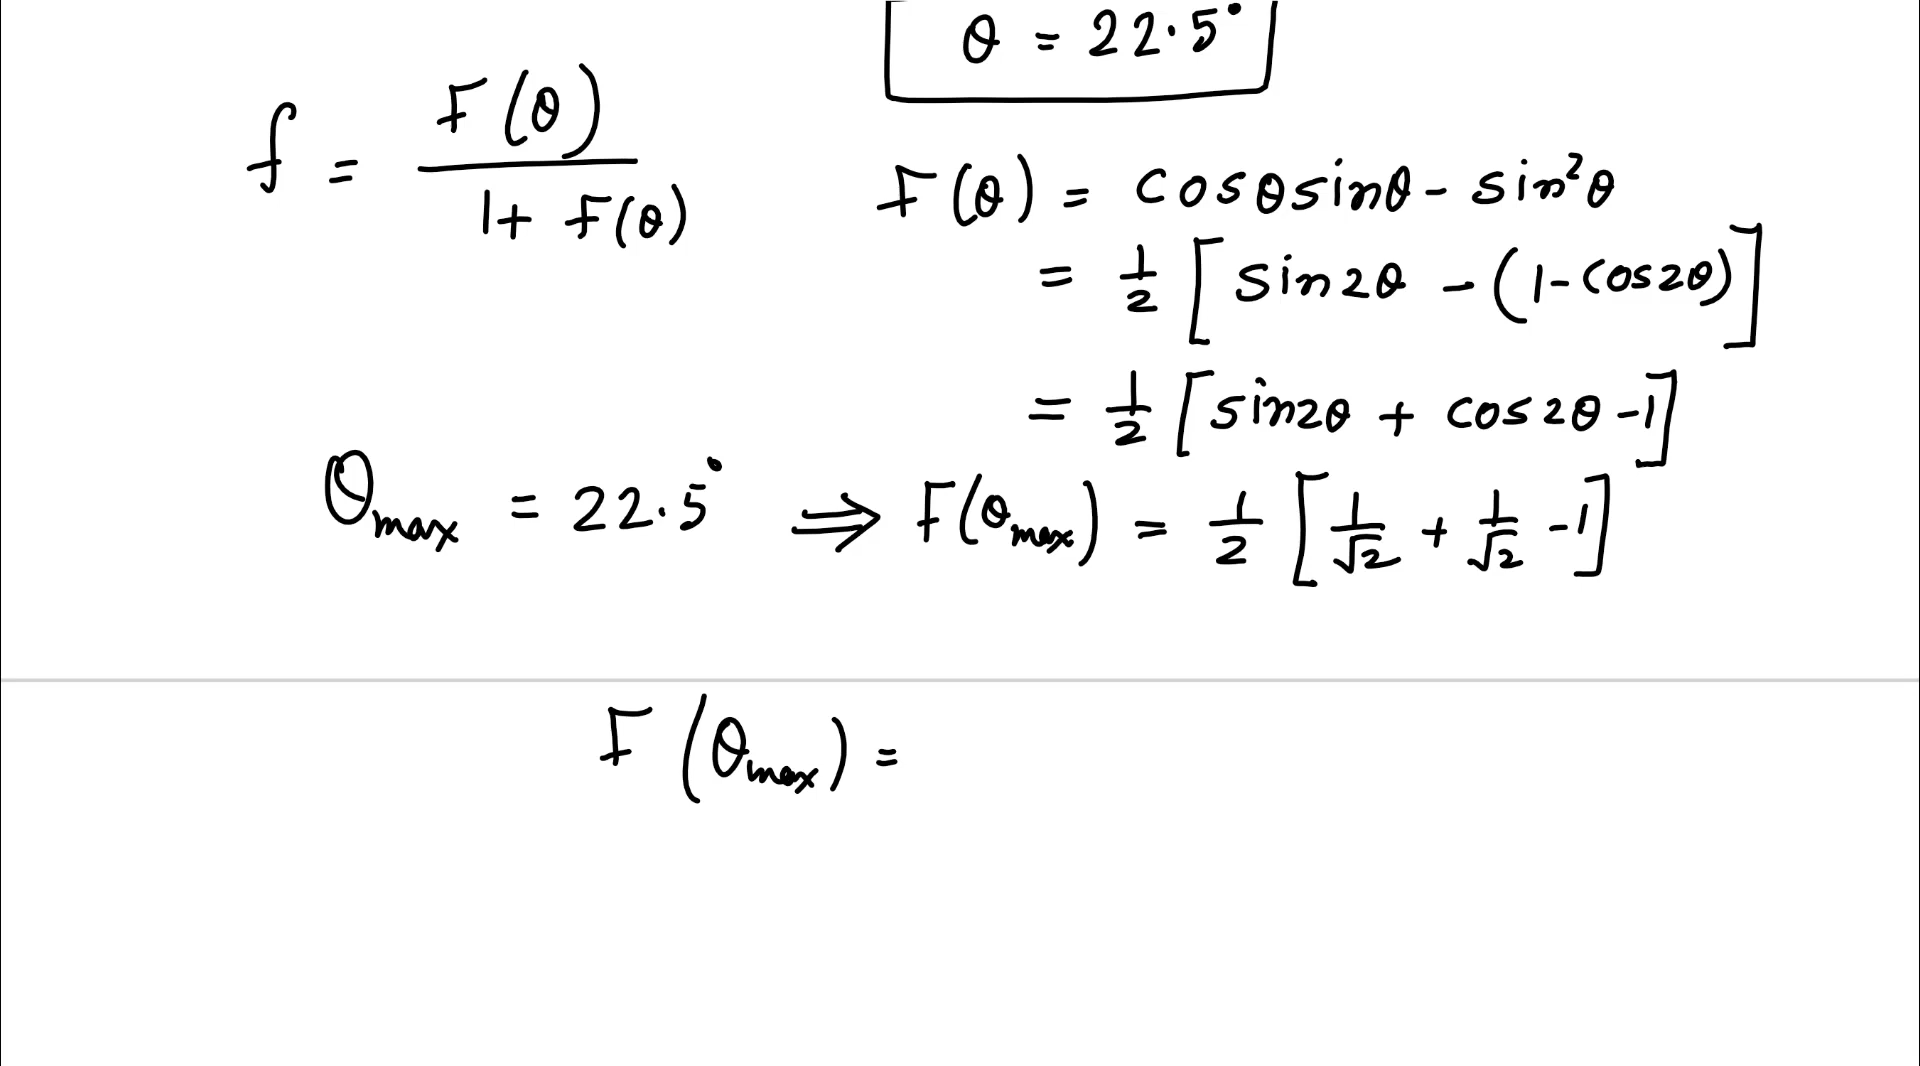 θ = 22.5°
f = F(θ) / 1 + F(θ)
F(θ) = cosθsinθ - sin²θ
= 1/2 [sin2θ - (1-cos2θ)]
= 1/2 [sin2θ + cos2θ -1]
θmax = 22.5° ⇒ F(θmax) = 1/2 [1/√2 + 1/√2 -1]
F(θmax) =